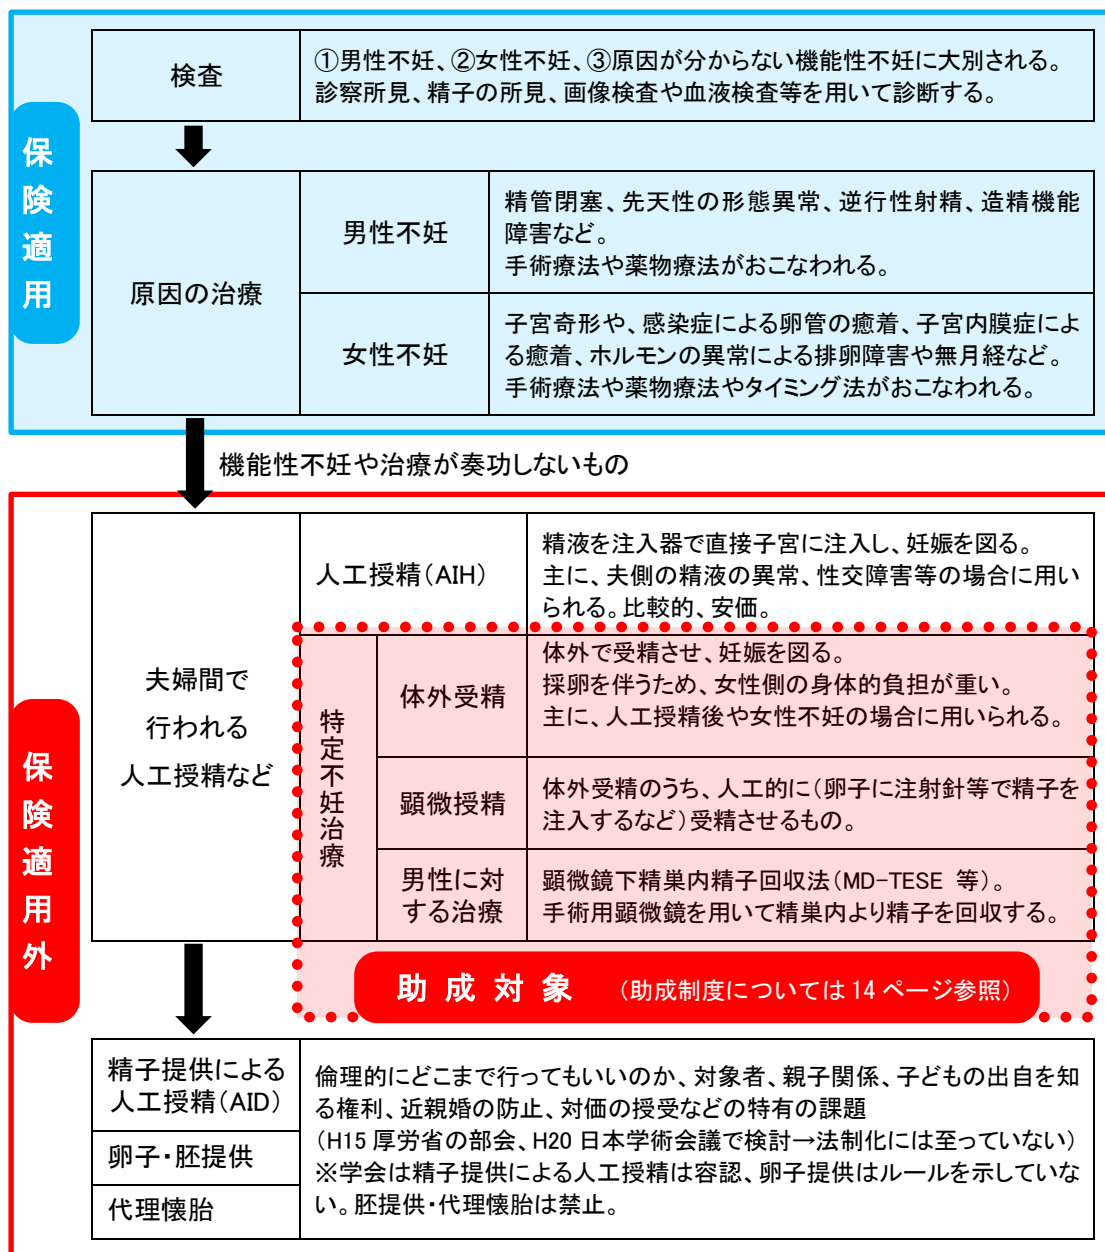 保険適用
検査
①男性不妊、②女性不妊、③原因が分からない機能性不妊に大別される。
診察所見、精子の所見、画像検査や血液検査等を用いて診断する。
原因の治療
男性不妊
精管閉塞、先天性の形態異常、逆行性射精、造精機能
障害など。
手術療法や薬物療法がおこなわれる。
女性不妊
子宮奇形や、感染症による卵管の癒着、子宮内膜症によ
る癒着、ホルモンの異常による排卵障害や無月経など。
手術療法や薬物療法やタイミング法がおこなわれる。
機能性不妊や治療が奏功しないもの
保険適用外
夫婦間で
行われる
人工授精など
人工授精(AIH)
精液を注入器で直接子宮に注入し、妊娠を図る。
主に、夫側の精液の異常、性交障害等の場合に用い
られる。比較的、安価。
特定不妊治療
体外受精
体外で受精させ、妊娠を図る。
採卵を伴うため、女性側の身体的負担が重い。
主に、人工授精後や女性不妊の場合に用いられる。
顕微授精
体外受精のうち、人工的に(卵子に注射針等で精子を
注入するなど)受精させるもの。
男性に対
する治療
顕微鏡下精巣内精子回収法(MD-TESE 等)。
手術用顕微鏡を用いて精巣内より精子を回収する。
助成対象 (助成制度については 14 ページ参照)
精子提供による
人工授精(AID)
卵子・胚提供
代理懐胎
倫理的にどこまで行ってもいいのか、対象者、親子関係、子どもの出自を知
る権利、近親婚の防止、対価の授受などの特有の課題
(H15 厚労省の部会、H20 日本学術会議で検討→法制化には至っていない)
※学会は精子提供による人工授精は容認、卵子提供はルールを示していな
い。胚提供・代理懐胎は禁止。